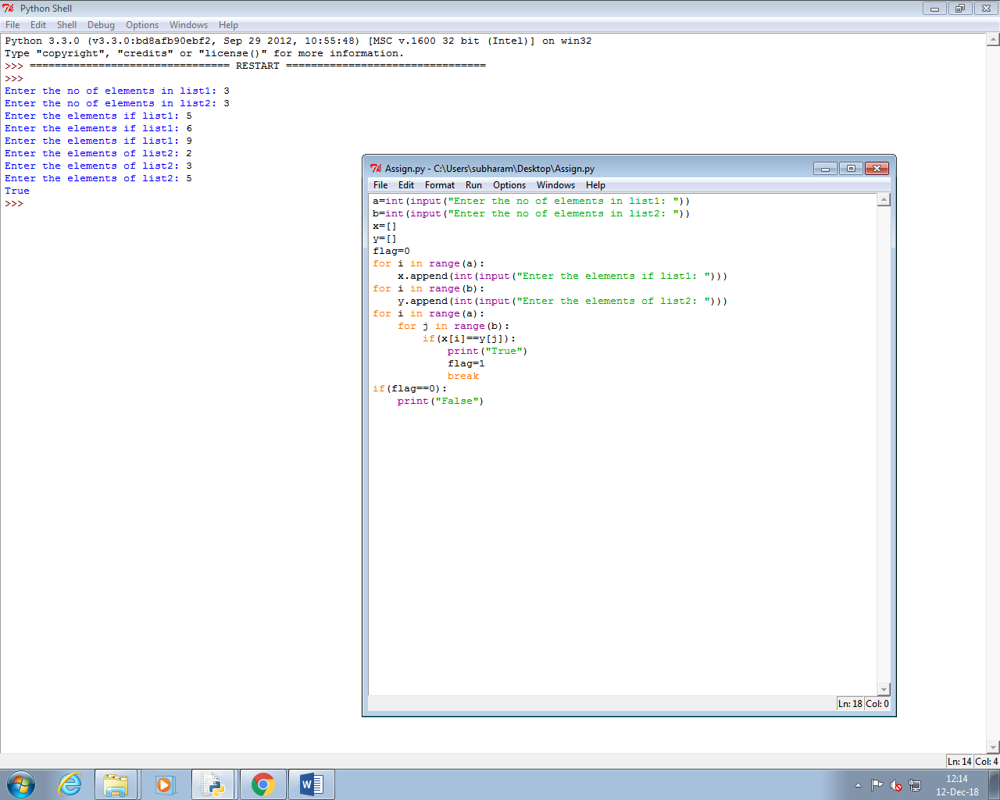 Python Shell
File Edit Shell Debug Options Windows Help
Python 3.3.0 (v3.3.0:bd8afb90ebf2, Sep 29 2012, 10:55:48) [MSC v.1600 32 bit (Intel)] on win32
Type "copyright", "credits" or "license()" for more information.
>>> ================================ RESTART ================================
>>>
Enter the no of elements in list1: 3
Enter the no of elements in list2: 3
Enter the elements if list1: 5
Enter the elements if list1: 6
Enter the elements if list1: 9
Enter the elements of list2: 2
Enter the elements of list2: 3
Enter the elements of list2: 5
True
>>>
Assign.py - C:\Users\subharam\Desktop\Assign.py
File Edit Format Run Options Windows Help
a=int(input("Enter the no of elements in list1: "))
b=int(input("Enter the no of elements in list2: "))
x=[]
y=[]
flag=0
for i in range(a):
    x.append(int(input("Enter the elements if list1: ")))
for i in range(b):
    y.append(int(input("Enter the elements of list2: ")))
for i in range(a):
    for j in range(b):
        if(x[i]==y[j]):
            print("True")
            flag=1
            break
if(flag==0):
    print("False")
Ln: 18 Col: 0
Ln: 14 Col: 4
12:14
12-Dec-18